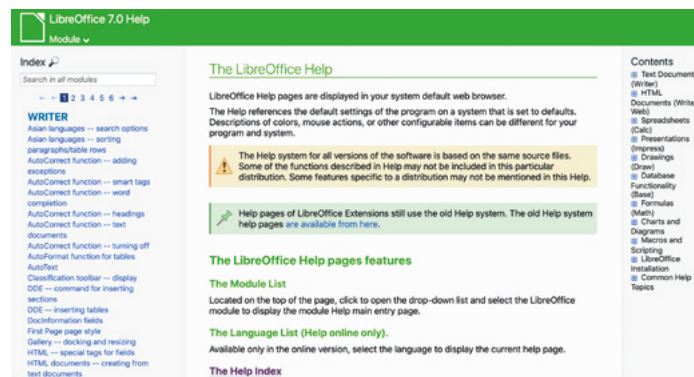 LibreOffice 7.0 Help
Module
Index
Search in all modules
1 2 3 4 5 6
WRITER
Asian languages -- search options
Asian languages -- sorting
paragraphs/table rows
AutoCorrect function -- adding
exceptions
AutoCorrect function -- smart tags
AutoCorrect function -- word
completion
AutoCorrect function -- headings
AutoCorrect function -- text
documents
AutoCorrect function -- turning off
AutoFormat function for tables
AutoText
Classification toolbar -- display
DDE -- command for inserting
sections
DDE -- inserting tables
DocInformation fields
First Page page style
Gallery -- docking and resizing
HTML -- special tags for fields
HTML documents -- creating from
text documents
The LibreOffice Help
LibreOffice Help pages are displayed in your system default web browser.
The Help references the default settings of the program on a system that is set to defaults.
Descriptions of colors, mouse actions, or other configurable items can be different for your
program and system.
The Help system for all versions of the software is based on the same source files.
Some of the functions described in Help may not be included in this particular
distribution. Some features specific to a distribution may not be mentioned in this Help.
Help pages of LibreOffice Extensions still use the old Help system. The old Help system
help pages are available from here.
The LibreOffice Help pages features
The Module List
Located on the top of the page, click to open the drop-down list and select the LibreOffice
module to display the module Help main entry page.
The Language List (Help online only).
Available only in the online version, select the language to display the current help page.
The Help Index
Contents
Text Document
(Writer)
HTML
Documents (Write
Web)
Spreadsheets
(Calc)
Presentations
(Impress)
Drawings
(Draw)
Database
Functionality
(Base)
Formulas
(Math)
Charts and
Diagrams
Macros and
Scripting
LibreOffice
Installation
Common Help
Topics